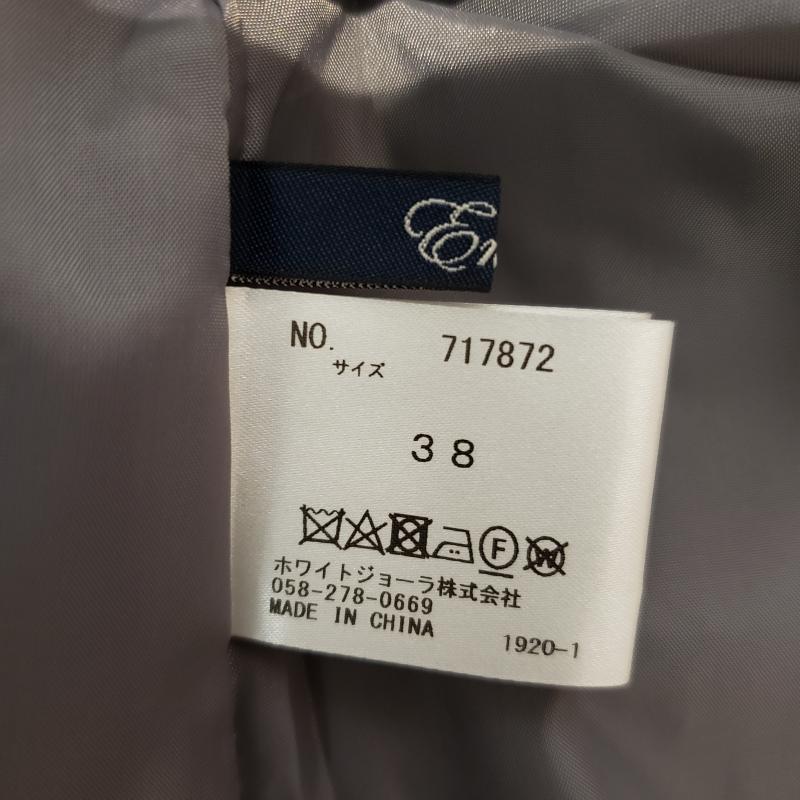 NO. 717872
サイズ
38
F W
ホワイトジョーラ株式会社
058-278-0669
MADE IN CHINA
1920-1